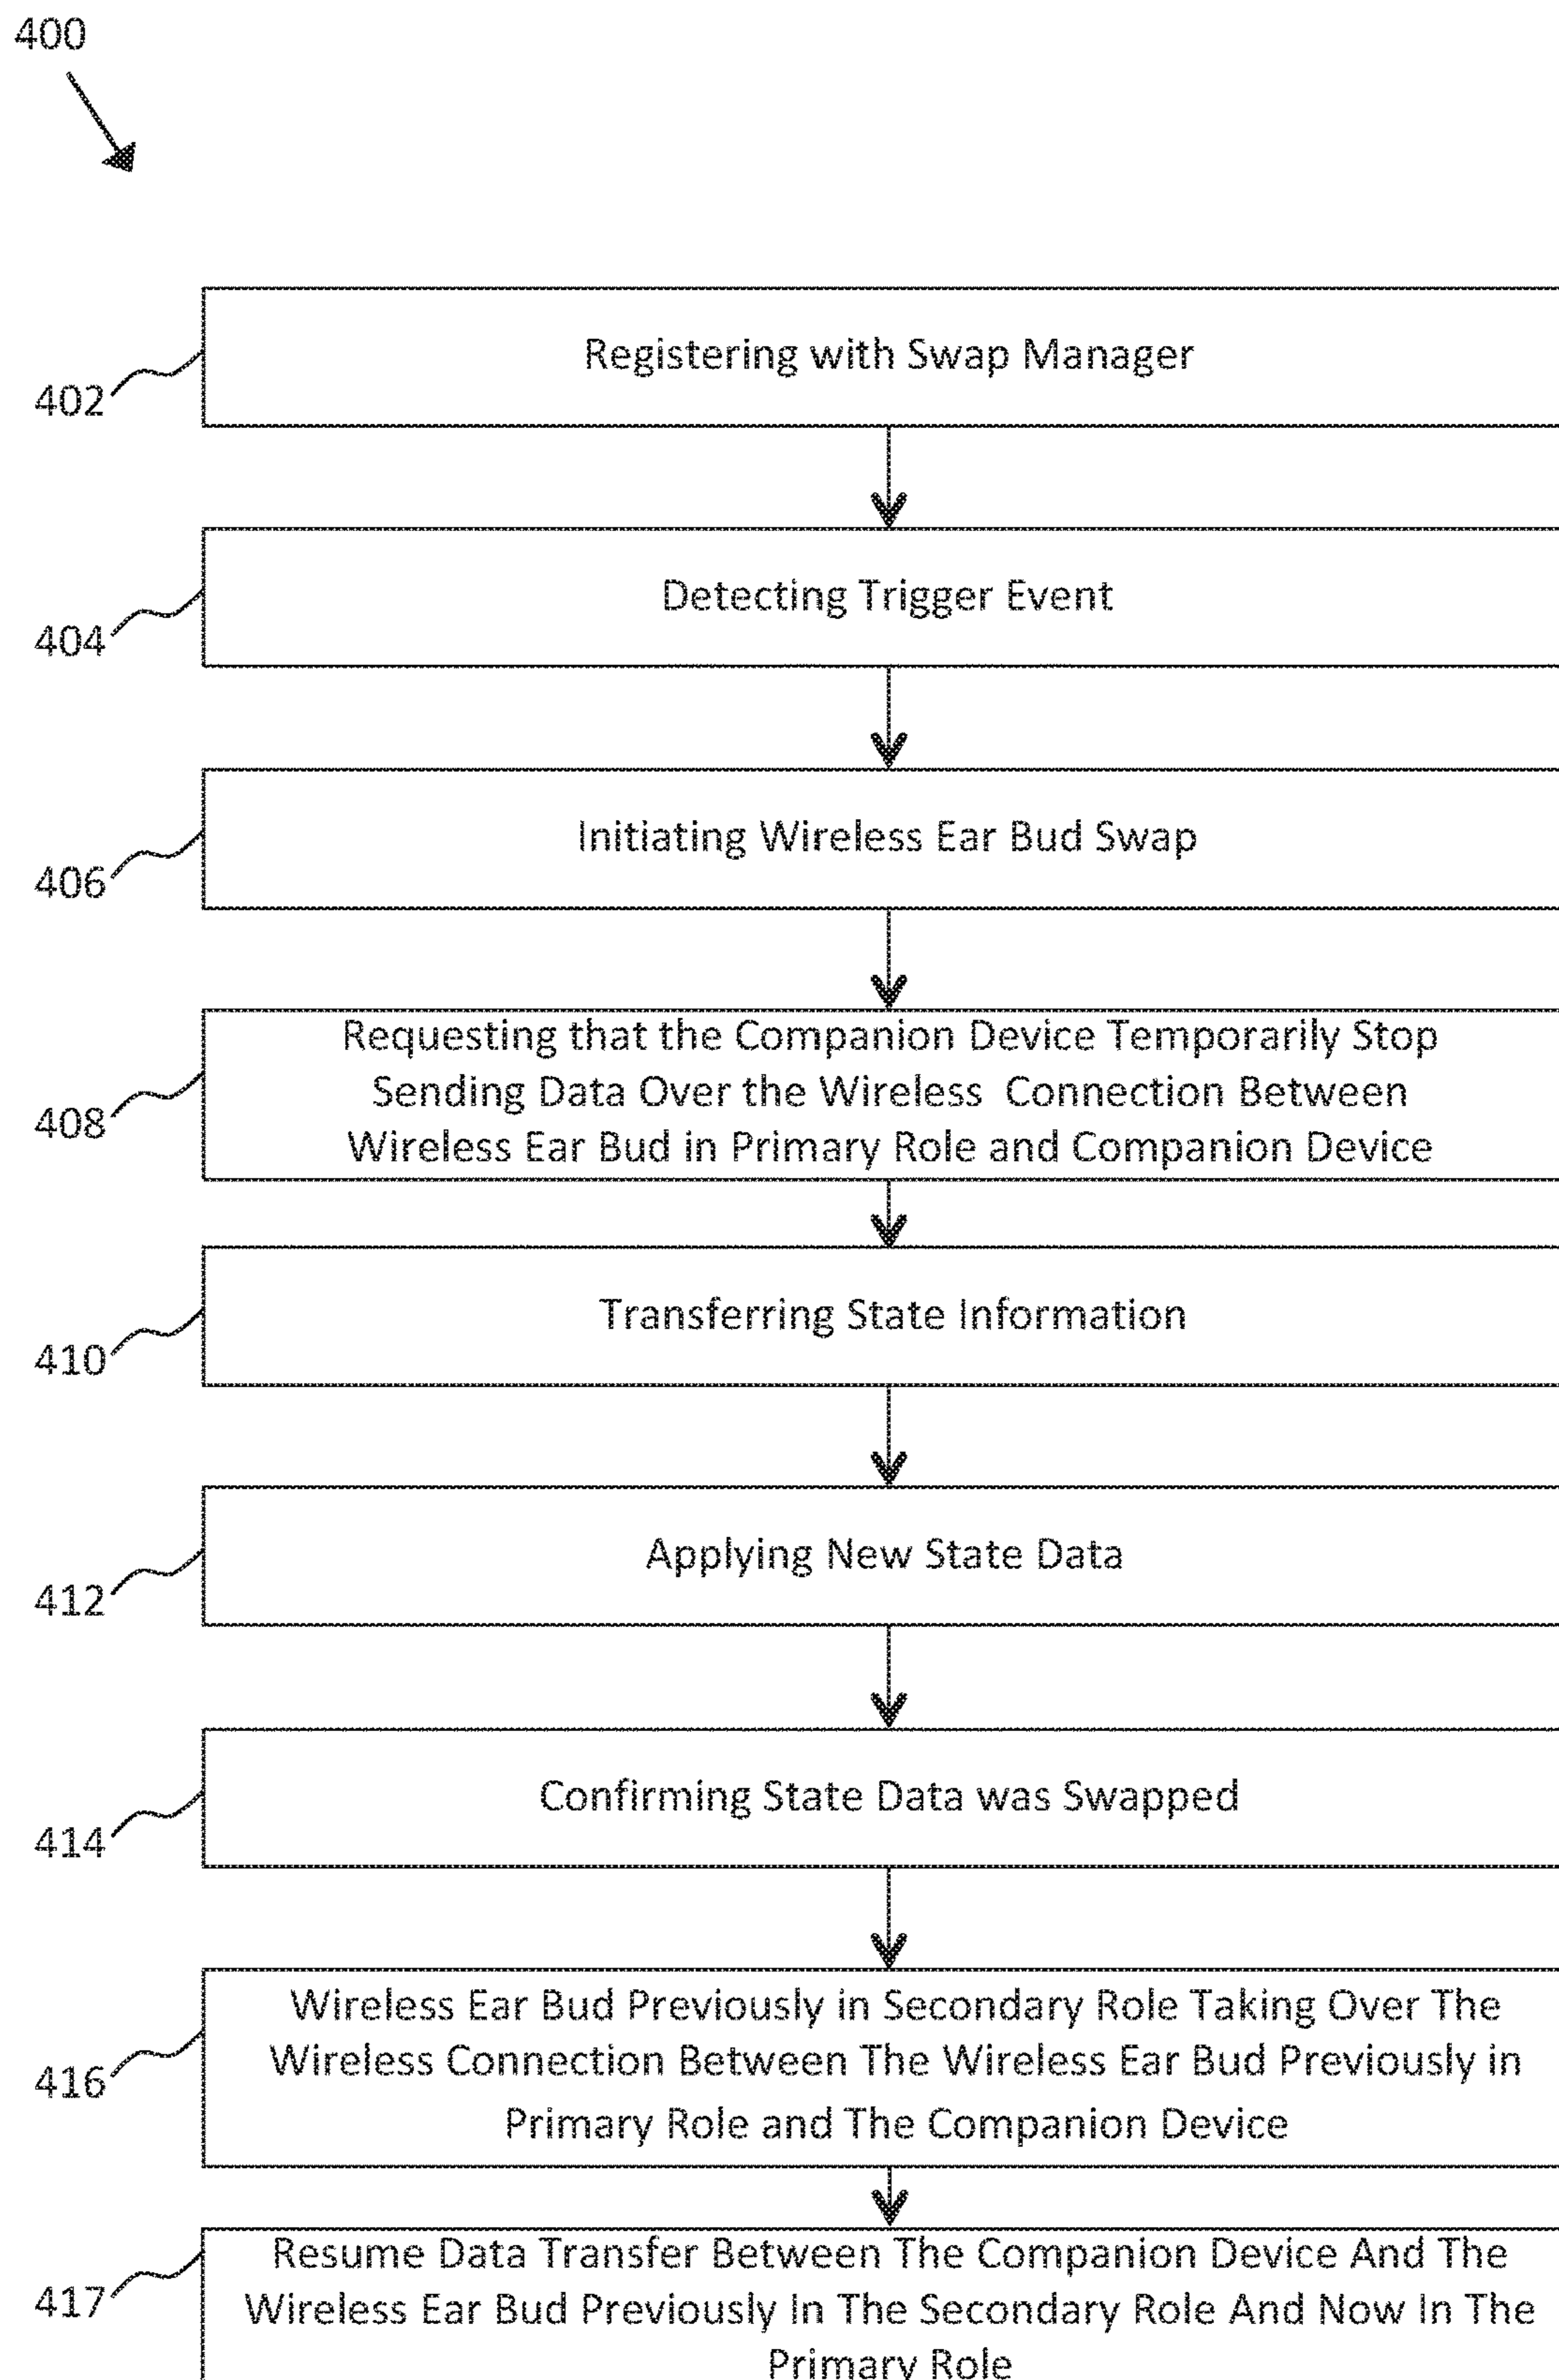 400
Registering with Swap Manager
402
Detecting Trigger Event
404
Initiating Wireless Ear Bud Swap
406
Requesting that the Companion Device Temporarily Stop
Sending Data Over the Wireless Connection Between
Wireless Ear Bud in Primary Role and Companion Device
408
Transferring State Information
410
Applying New State Data
412
Confirming State Data was Swapped
414
Wireless Ear Bud Previously in Secondary Role Taking Over The
Wireless Connection Between The Wireless Ear Bud Previously in
Primary Role and The Companion Device
416
Resume Data Transfer Between The Companion Device And The
Wireless Ear Bud Previously In The Secondary Role And Now In The
Primary Role
417